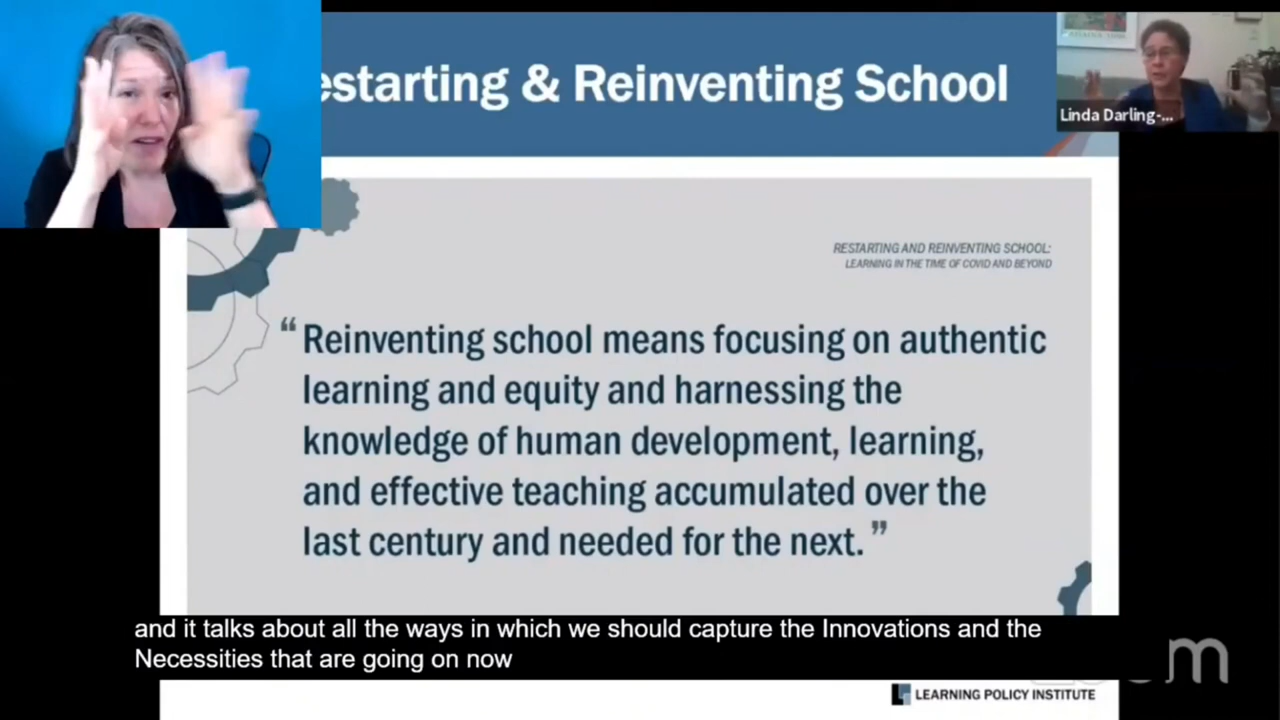 estarting & Reinventing School
Linda Darling-...
RESTARTING AND REINVENTING SCHOOL:
LEARNING IN THE TIME OF COVID AND BEYOND
“Reinventing school means focusing on authentic
learning and equity and harnessing the
knowledge of human development, learning,
and effective teaching accumulated over the
last century and needed for the next.”
and it talks about all the ways in which we should capture the Innovations and the
Necessities that are going on now
LEARNING POLICY INSTITUTE